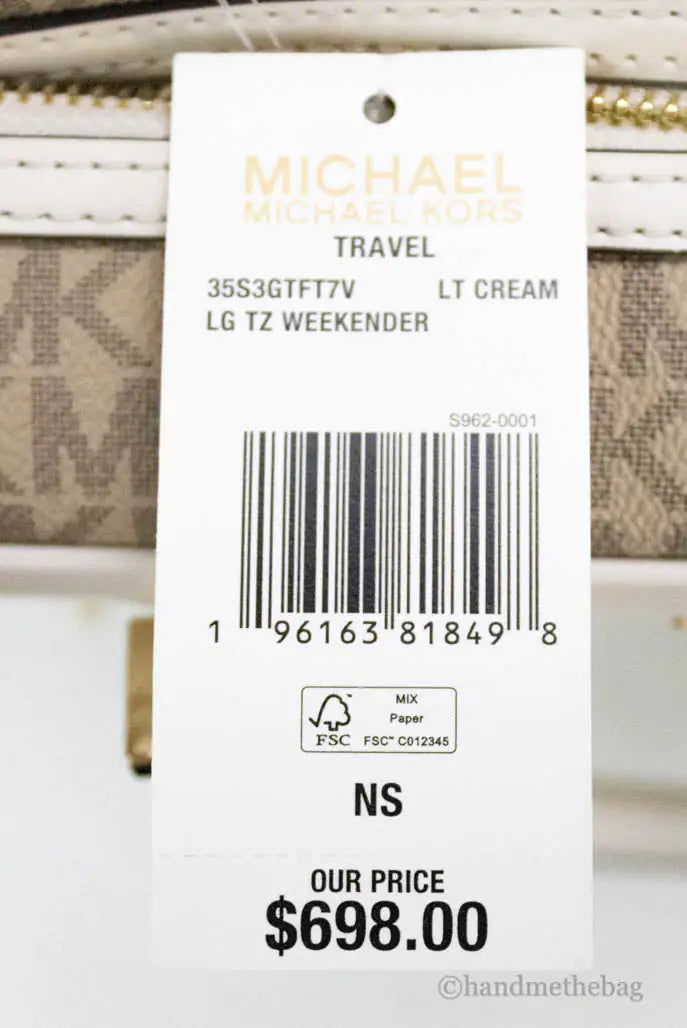 MICHAEL
MICHAEL KORS
TRAVEL
35S3GTFT7V LT CREAM
LG TZ WEEKENDER
S962-0001
1 96163 81849 8
MIX
Paper
FSC™ C012345
FSC
NS
OUR PRICE
$698.00
©handmethebag